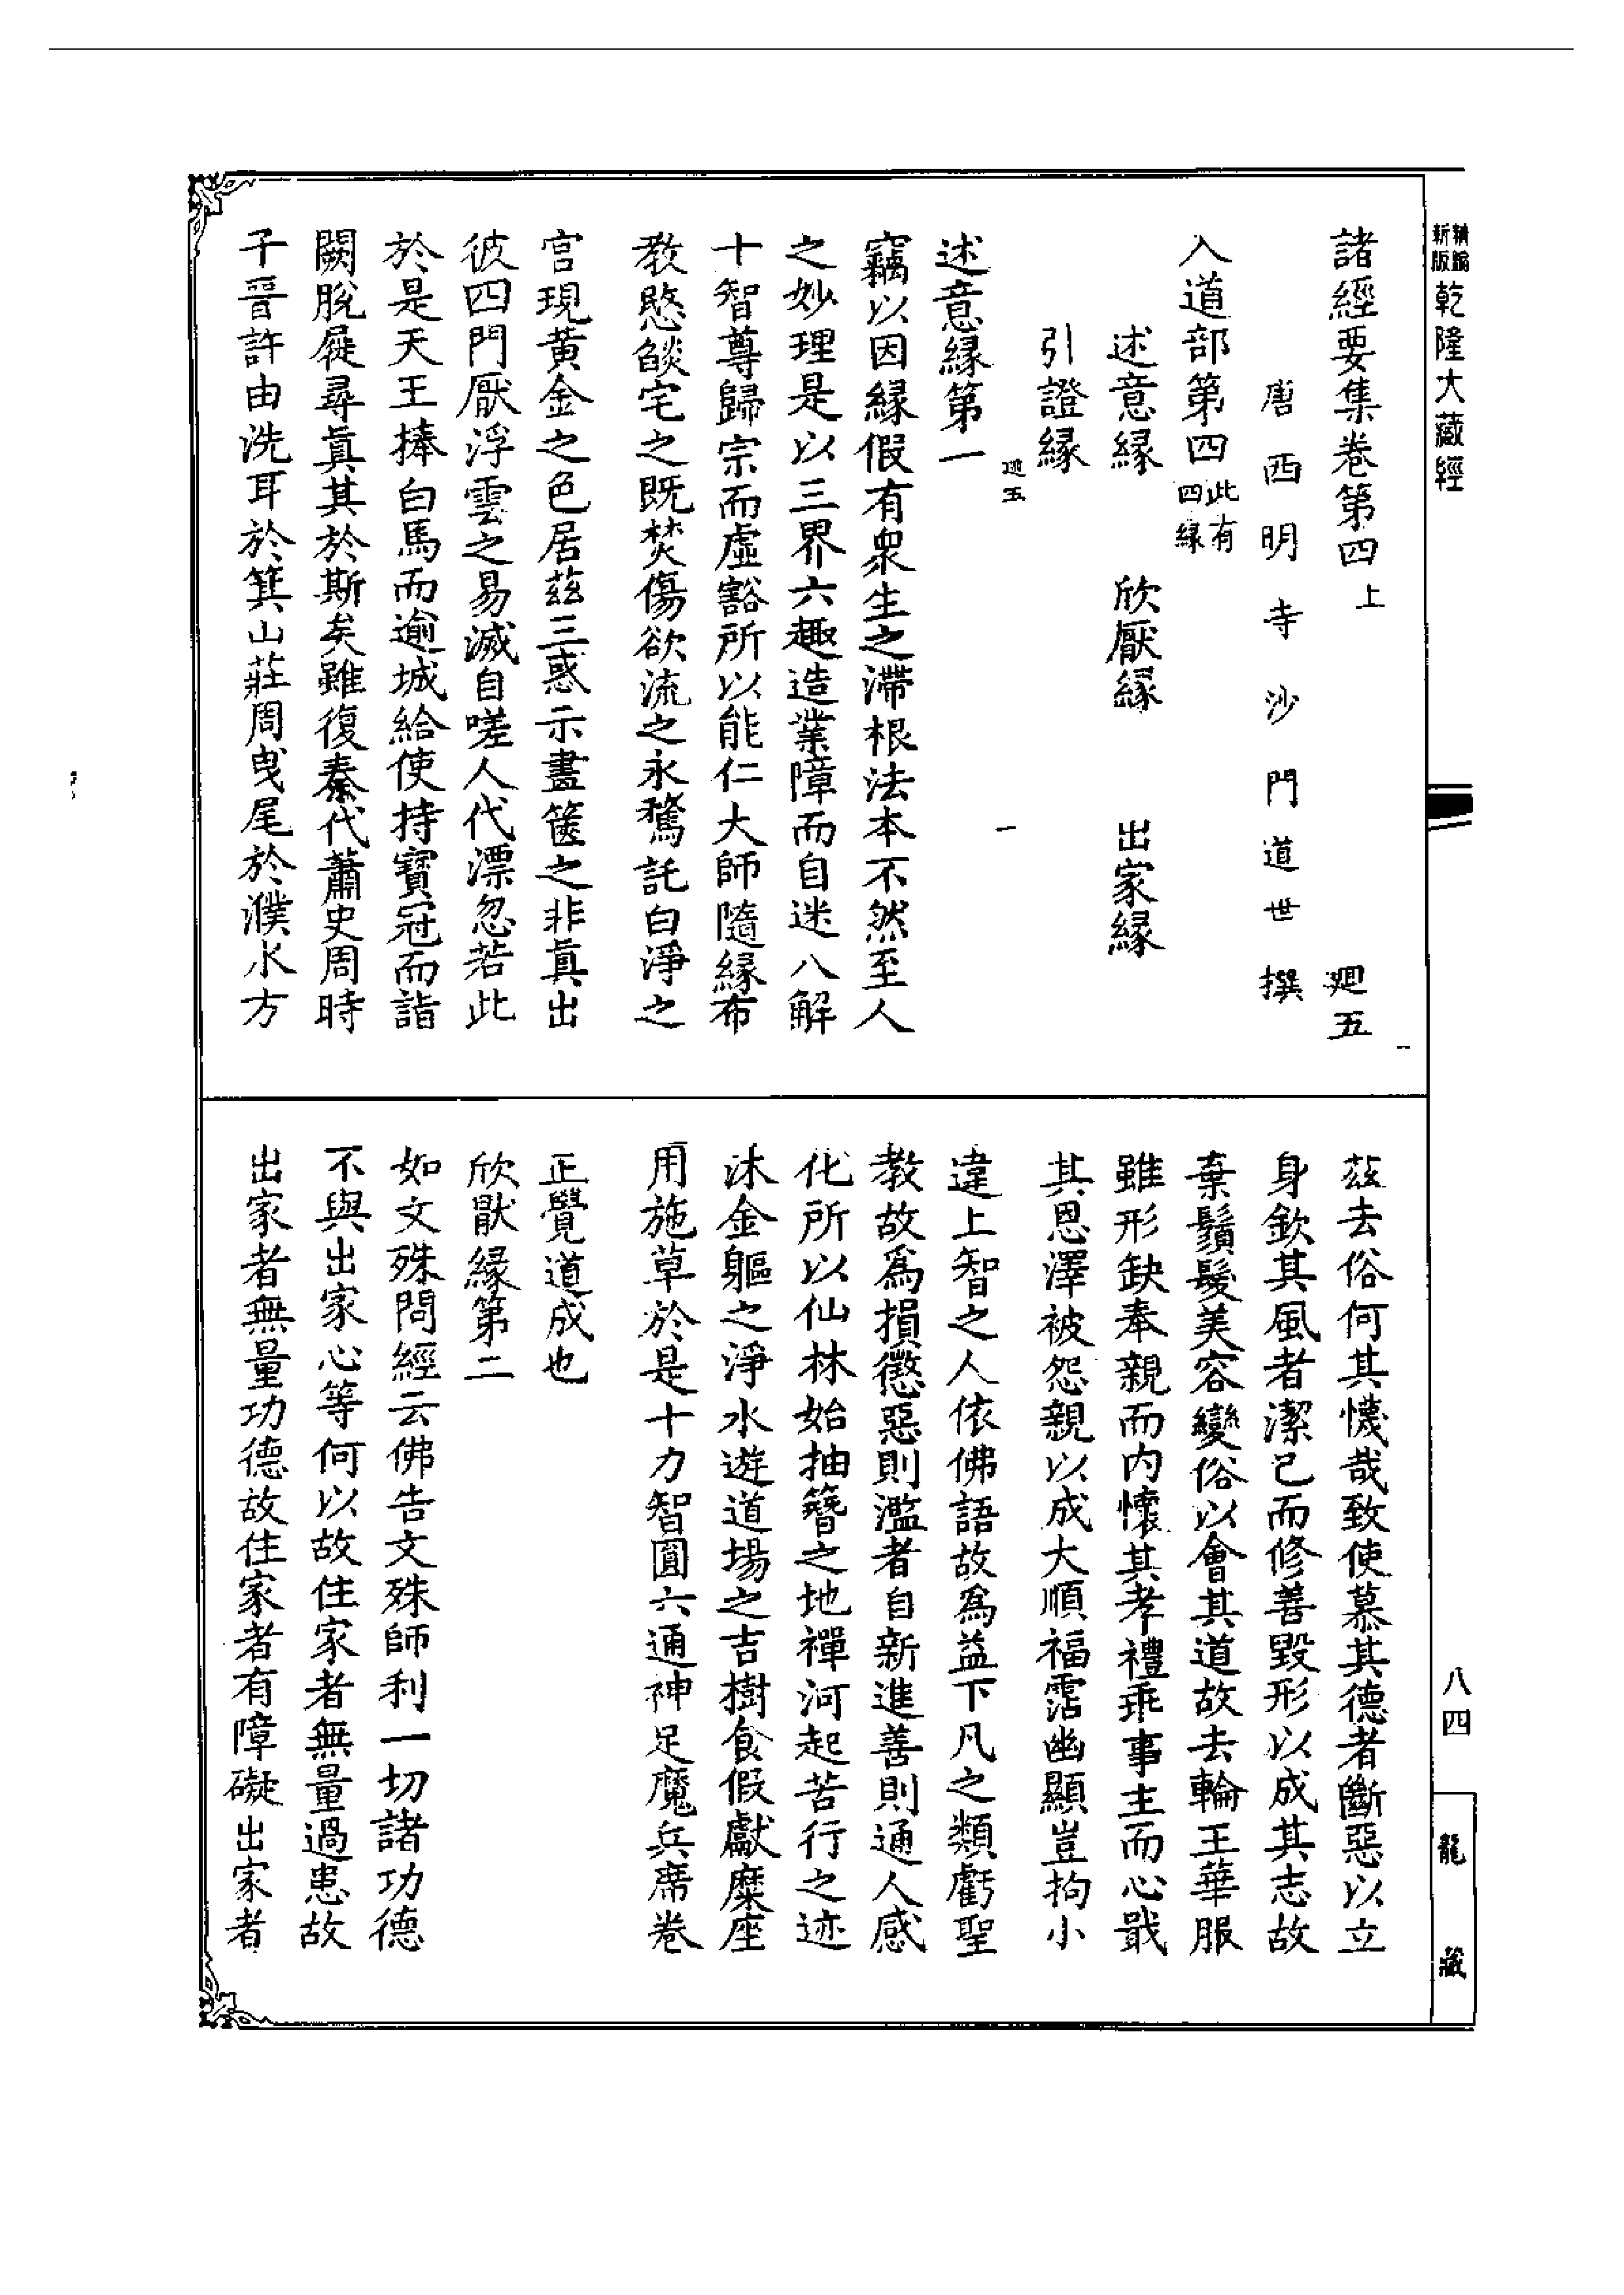 精編新版
乾隆大藏經
諸經要集卷第四上 廻五
唐西明寺沙門道世撰
入道部第四此有四緣
述意緣 欣厭緣 出家緣
引證緣
廻五 一
述意緣第一
竊以因緣假有衆生之滯根法本不然至人
之妙理是以三界六趣造業障而自迷八解
十智尊歸宗而虛豁所以能仁大師隨緣布
教愍𦦨宅之既焚傷欲流之永騖託白淨之
宮現黃金之色居茲三惑示畫篋之非真出
彼四門厭浮雲之易滅自嗟人代漂忽若此
於是天王捧白馬而逾城給使持寶冠而詣
闕脫屣尋真其於斯矣雖復秦代蕭史周時
子晉許由洗耳於箕山莊周曳尾於濮水方
茲去俗何其懱哉致使慕其德者斷惡以立
身欽其風者潔己而修善毀形以成其志故
棄鬚髮美容變俗以會其道故去輪王華服
雖形缺奉親而內懷其孝禮乖事主而心戢
其恩澤被怨親以成大順福霑幽顯豈拘小
違上智之人依佛語故爲益下凡之類虧聖
教故爲損懲惡則濫者自新進善則通人感
化所以仙林始抽簪之地禪河起苦行之迹
沐金軀之淨水遊道場之吉樹食假獻糜座
用施草於是十力智圓六通神足魔兵席卷
正覺道成也
欣猒緣第二
如文殊問經云佛告文殊師利一切諸功德
不與出家心等何以故住家者無量過患故
出家者無量功德故住家者有障礙出家者
八四
龍藏